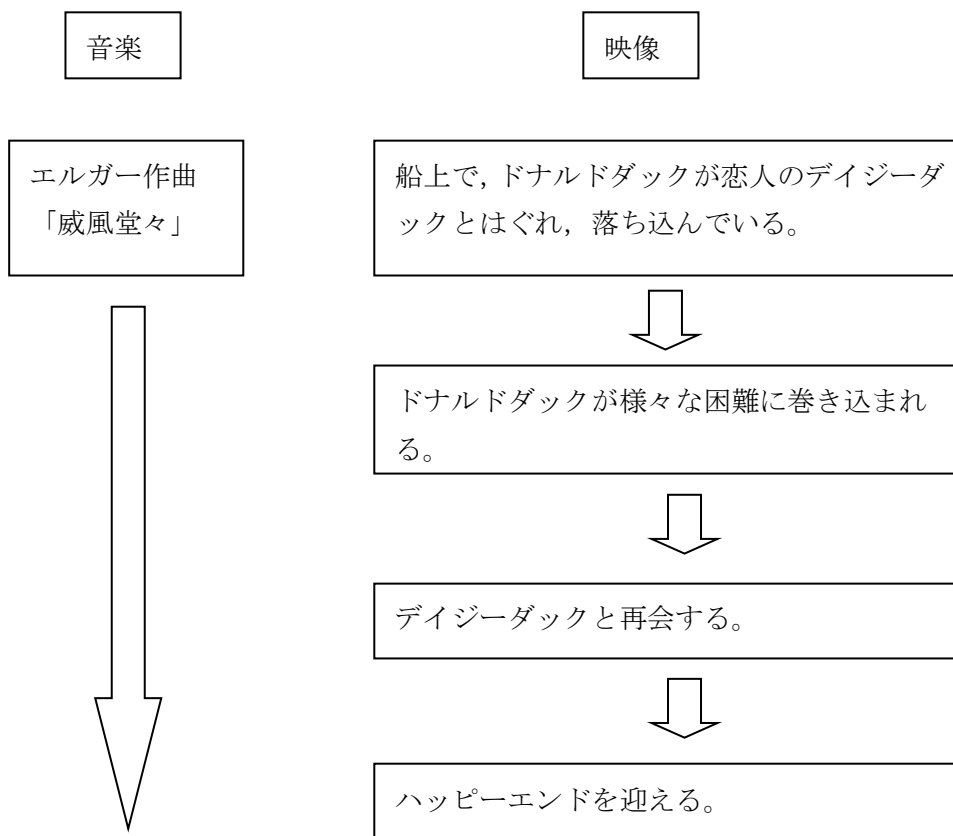 音楽
映像
エルガー作曲
「威風堂々」
船上で，ドナルドダックが恋人のデイジーダ
ックとはぐれ，落ち込んでいる。
ドナルドダックが様々な困難に巻き込まれ
る。
デイジーダックと再会する。
ハッピーエンドを迎える。